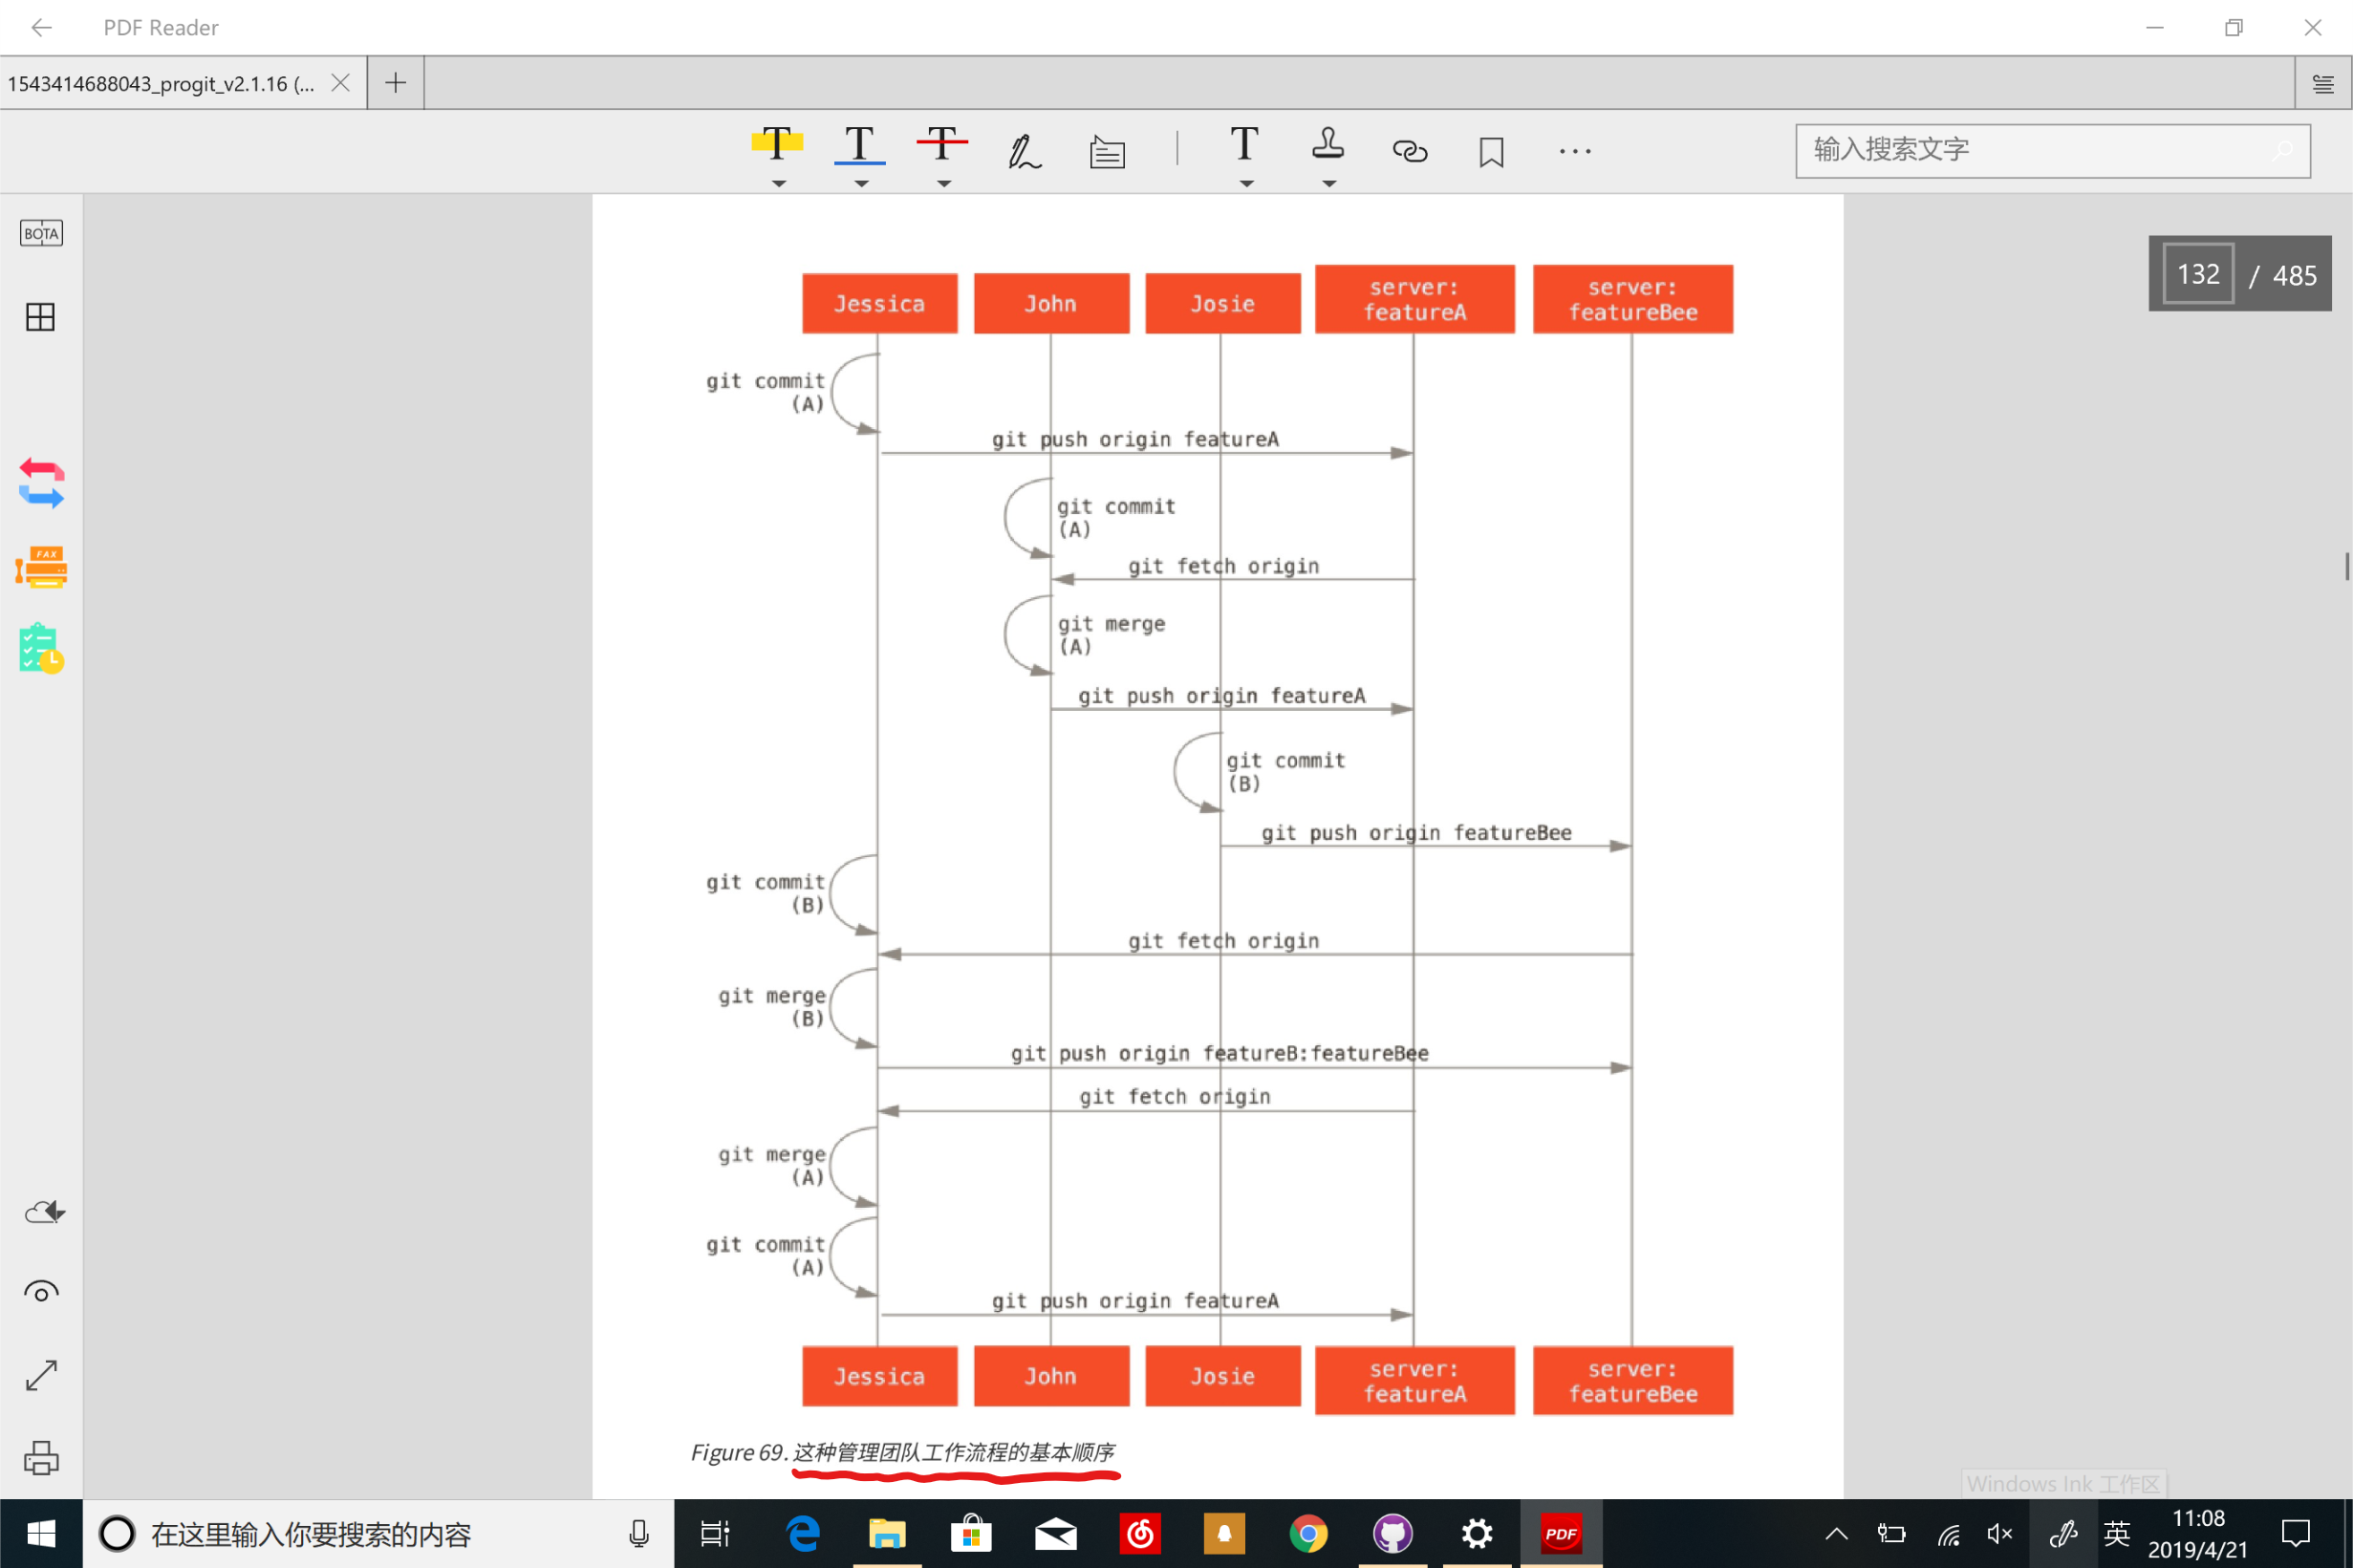 PDF Reader
1543414688043_progit_v2.1.16 (...
输入搜索文字
BOTA
132 / 485
Jessica
John
Josie
server:
featureA
server:
featureBee
git commit
(A)
git push origin featureA
git commit
(A)
git fetch origin
git merge
(A)
git push origin featureA
git commit
(B)
git push origin featureBee
git commit
(B)
git fetch origin
git merge
(B)
git push origin featureB:featureBee
git fetch origin
git merge
(A)
git commit
(A)
git push origin featureA
Jessica
John
Josie
server:
featureA
server:
featureBee
Figure 69. 这种管理团队工作流程的基本顺序
FAX
Windows Ink 工作区
在这里输入你要搜索的内容
PDF
英
11:08
2019/4/21